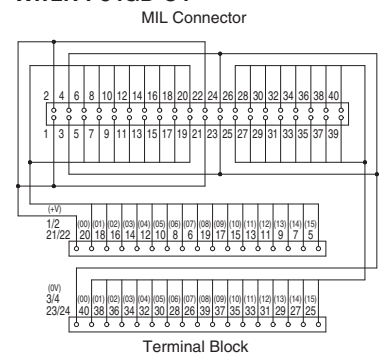 MIL Connector
2 4 6 8 10 12 14 16 18 20 22 24 26 28 30 32 34 36 38 40
1 3 5 7 9 11 13 15 17 19 21 23 25 27 29 31 33 35 37 39
(+V)
1/2 (00) (01) (02) (03) (04) (05) (06) (07) (08) (09) (10) (11) (12) (13) (14) (15)
21/22 20 18 16 14 12 10 8 6 19 17 15 13 11 9 7 5
(0V)
3/4 (00) (01) (02) (03) (04) (05) (06) (07) (08) (09) (10) (11) (12) (13) (14) (15)
23/24 40 38 36 34 32 30 28 26 39 37 35 33 31 29 27 25
Terminal Block